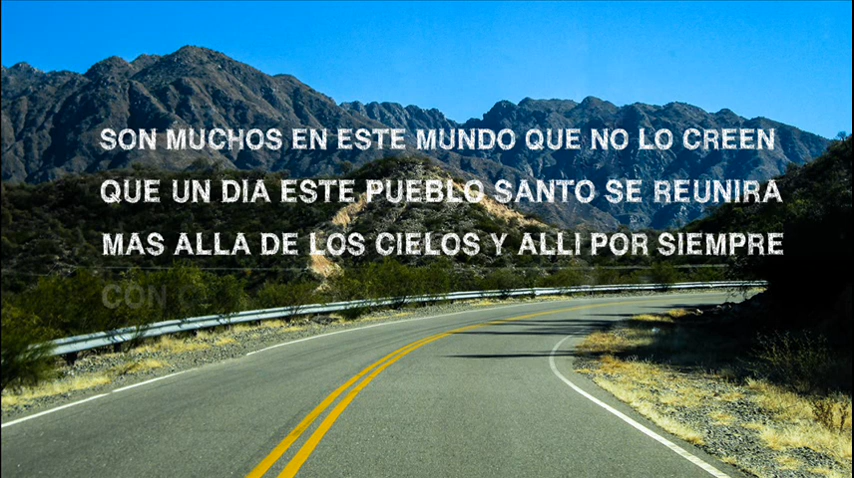 SON MUCHOS EN ESTE MUNDO QUE NO LO CREEN
QUE UN DIA ESTE PUEBLO SANTO SE REUNIRA
MAS ALLA DE LOS CIELOS Y ALLI POR SIEMPRE
CON